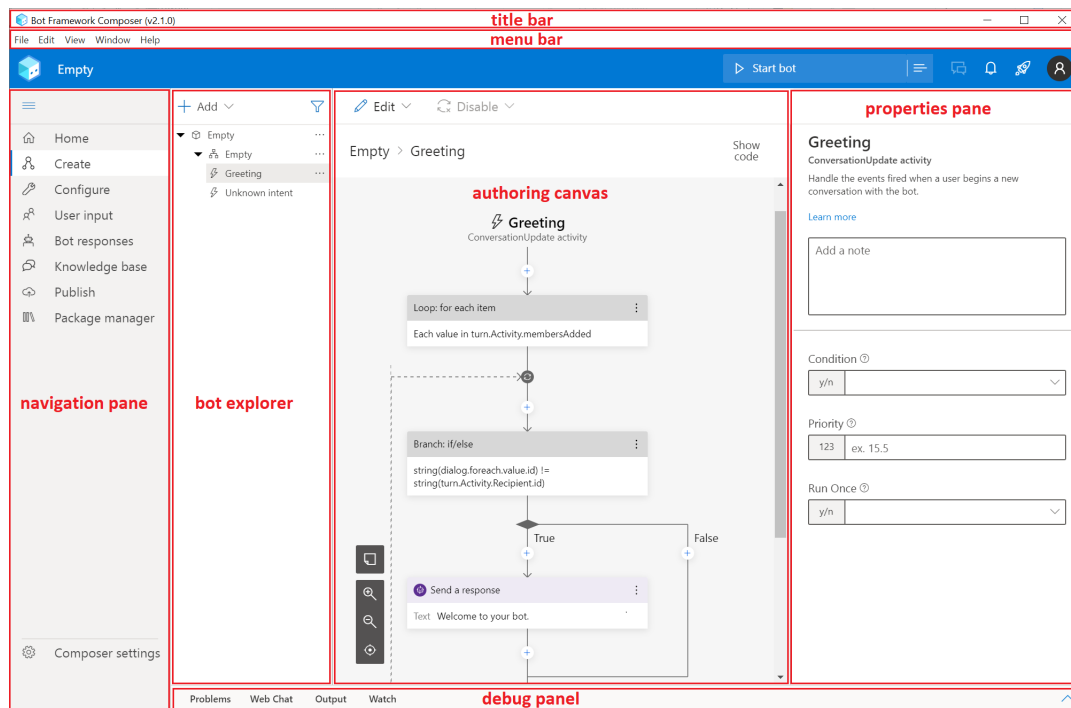 Bot Framework Composer (v2.1.0)
title bar
File Edit View Window Help
menu bar
Empty
Start bot
Home
Create
Configure
User input
Bot responses
Knowledge base
Publish
Package manager
navigation pane
Composer settings
Add
Empty
Empty
Greeting
Unknown intent
bot explorer
Edit
Disable
Empty > Greeting
Show
code
authoring canvas
Greeting
ConversationUpdate activity
Loop: for each item
Each value in turn.Activity.membersAdded
Branch: if/else
string(dialog.foreach.value.id) !=
string(turn.Activity.Recipient.id)
True
False
Send a response
Text Welcome to your bot.
properties pane
Greeting
ConversationUpdate activity
Handle the events fired when a user begins a new
conversation with the bot.
Learn more
Add a note
Condition
y/n
Priority
123 ex. 15.5
Run Once
y/n
Problems Web Chat Output Watch
debug panel